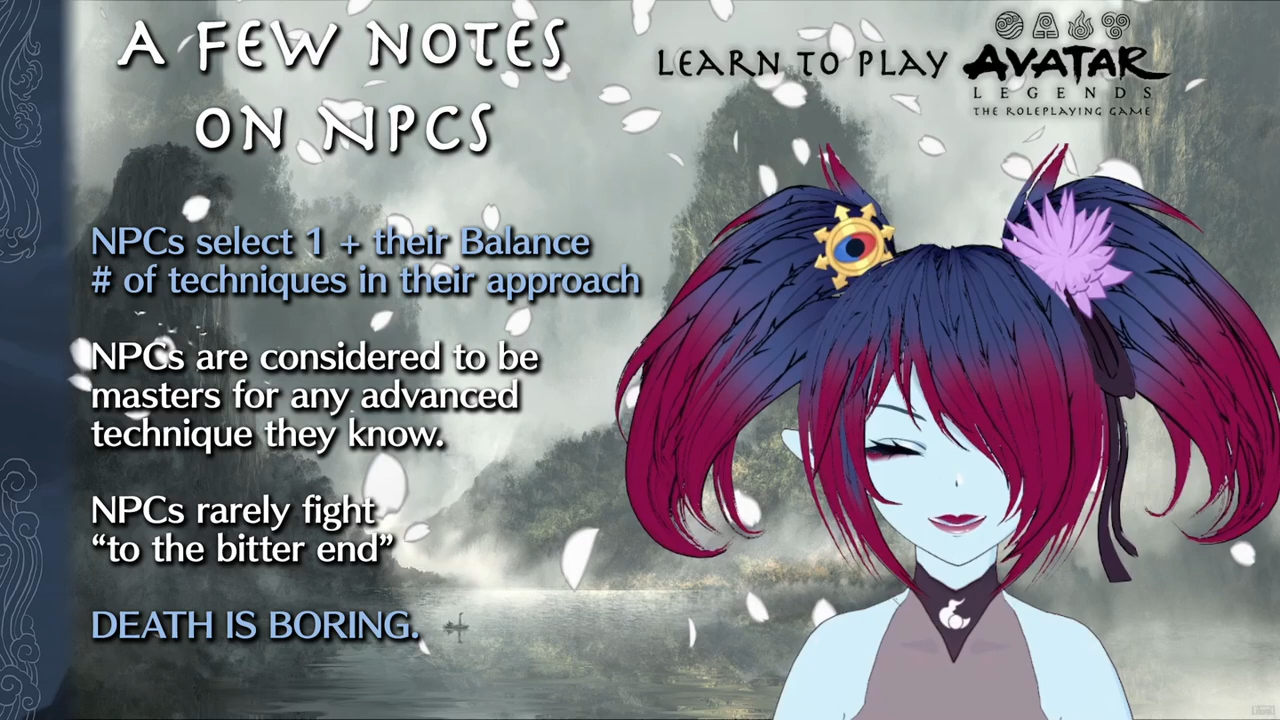 A FEW NOTES
ON NPCS
LEARN TO PLAY
AVATAR
LEGENDS
THE ROLEPLAYING GAME
NPCs select 1 + their Balance
# of techniques in their approach
NPCs are considered to be
masters for any advanced
technique they know.
NPCs rarely fight
“to the bitter end”
DEATH IS BORING.